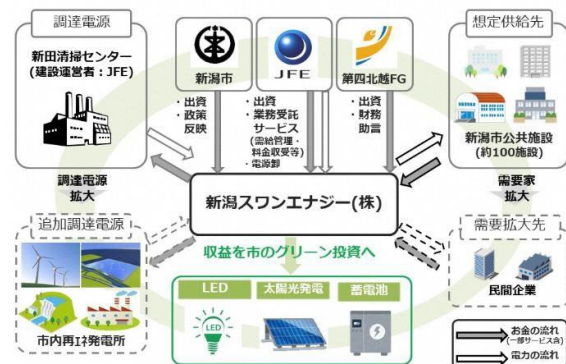 調達電源
新田清掃センター
(建設運営者：JFE)
新潟市
JFE
第四北越FG
想定供給先
新潟市公共施設
(約100施設)
・出資
・政策
反映
・出資
・業務受託
サービス
(需給管理・
料金収受等)
・電源卸
・出資
・財務
助言
調達電源
拡大
新潟スワンエナジー(株)
需要家
拡大
追加調達電源
市内再エネ発電所
収益を市のグリーン投資へ
LED
太陽光発電
蓄電池
LED
需要拡大先
民間企業
お金の流れ
(一部サービス含)
電力の流れ